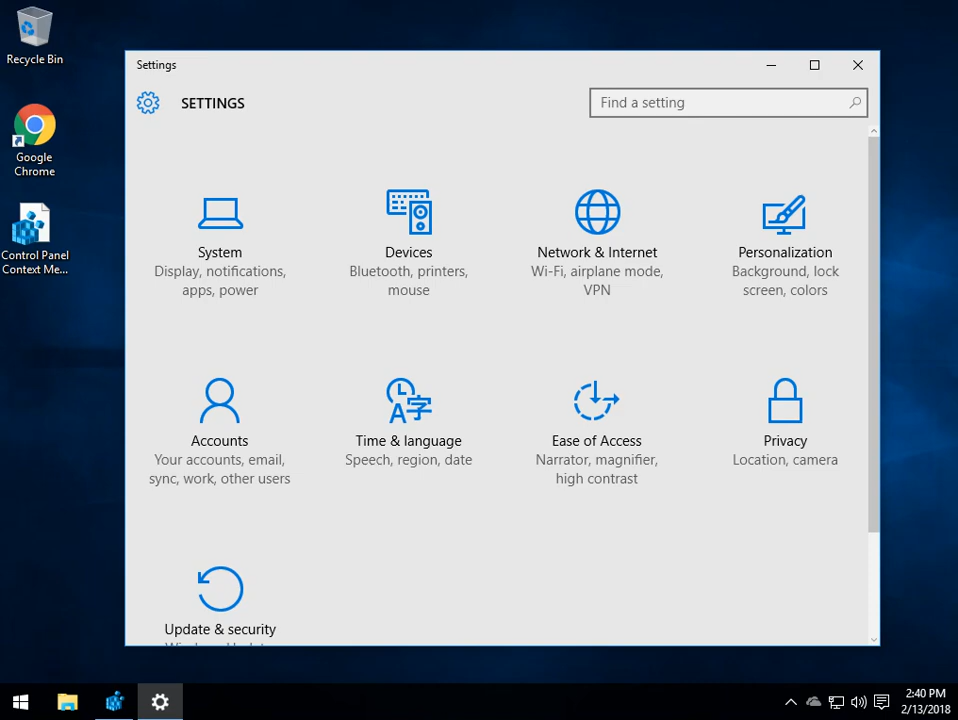 Recycle Bin
Google
Chrome
Control Panel
Context Me...
Settings
SETTINGS
Find a setting
System
Display, notifications,
apps, power
Devices
Bluetooth, printers,
mouse
Network & Internet
Wi-Fi, airplane mode,
VPN
Personalization
Background, lock
screen, colors
Accounts
Your accounts, email,
sync, work, other users
Time & language
Speech, region, date
Ease of Access
Narrator, magnifier,
high contrast
Privacy
Location, camera
Update & security
2:40 PM
2/13/2018